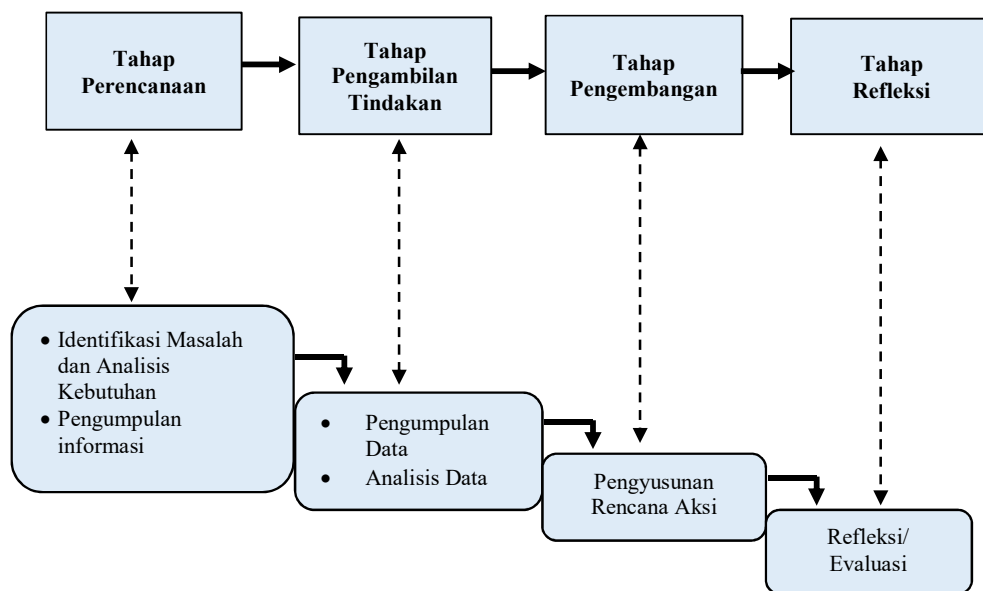 Tahap
Perencanaan
Tahap
Pengambilan
Tindakan
Tahap
Pengembangan
Tahap
Refleksi
• Identifikasi Masalah
dan Analisis
Kebutuhan
• Pengumpulan
informasi
• Pengumpulan
Data
• Analisis Data
Pengyusunan
Rencana Aksi
Refleksi/
Evaluasi